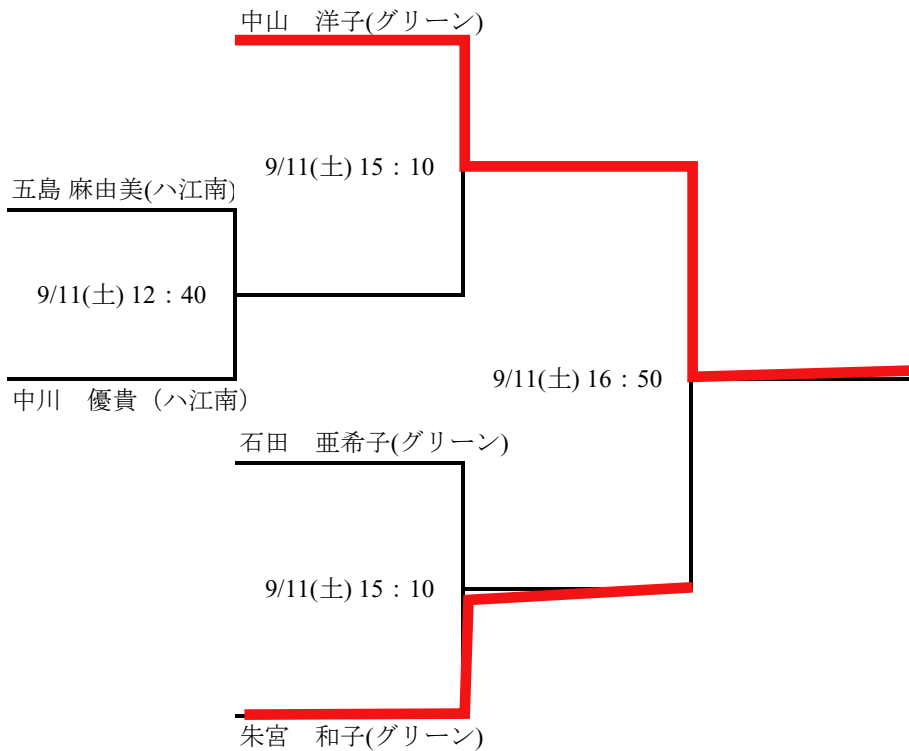 中山　洋子(グリーン)
9/11(土) 15：10
五島 麻由美(ハ江南)
9/11(土) 12：40
中川　優貴（ハ江南）
9/11(土) 16：50
石田　亜希子(グリーン)
9/11(土) 15：10
朱宮　和子(グリーン)